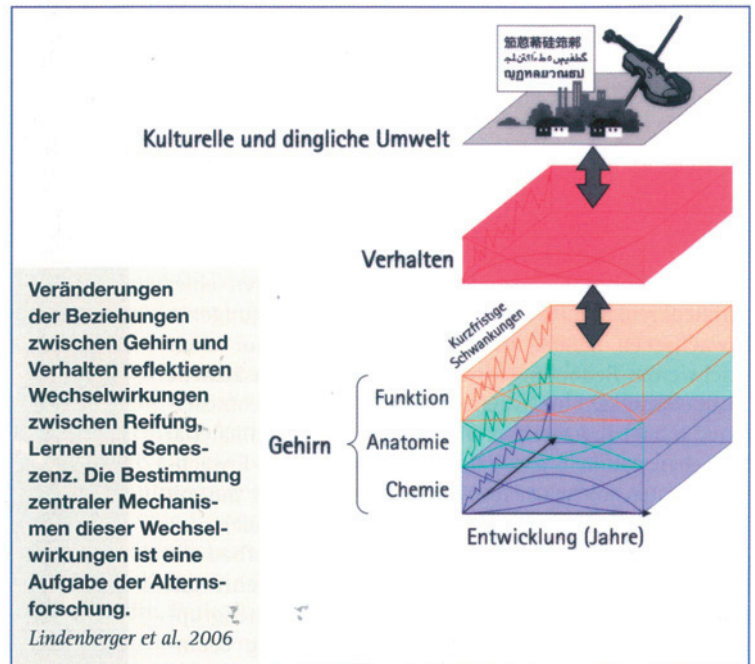 Kulturelle und dingliche Umwelt
Verhalten
Kurzfristige
Schwankungen
Funktion
Gehirn
Anatomie
Chemie
Entwicklung (Jahre)
Veränderungen
der Beziehungen
zwischen Gehirn und
Verhalten reflektieren
Wechselwirkungen
zwischen Reifung,
Lernen und Senes-
zenz. Die Bestimmung
zentraler Mechanis-
men dieser Wechsel-
wirkungen ist eine
Aufgabe der Alterns-
forschung.
Lindenberger et al. 2006